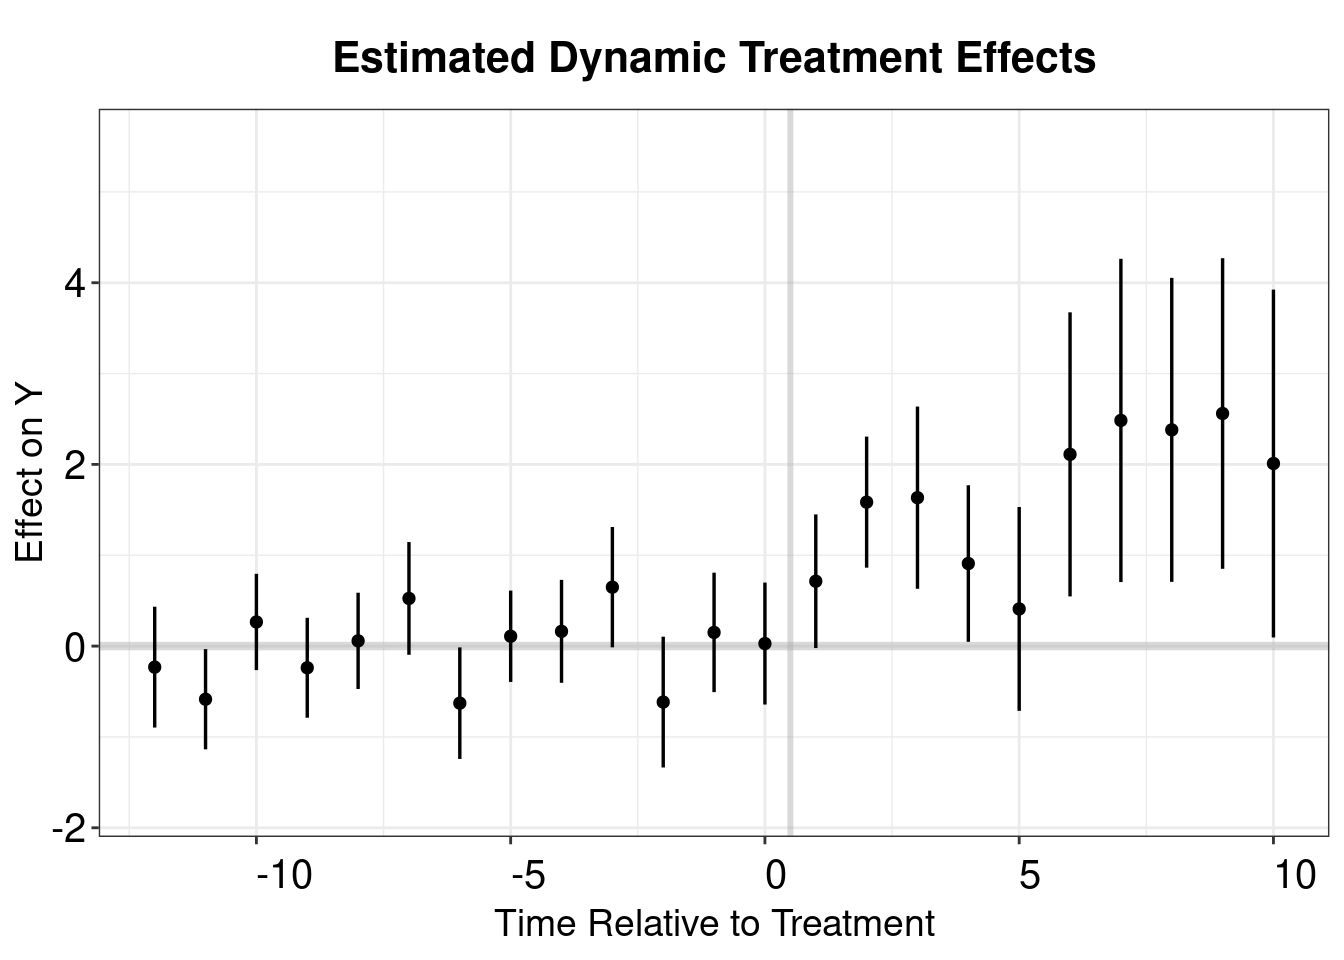 Estimated Dynamic Treatment Effects
Effect on Y
4
2
0
-2
-10 -5 0 5 10
Time Relative to Treatment